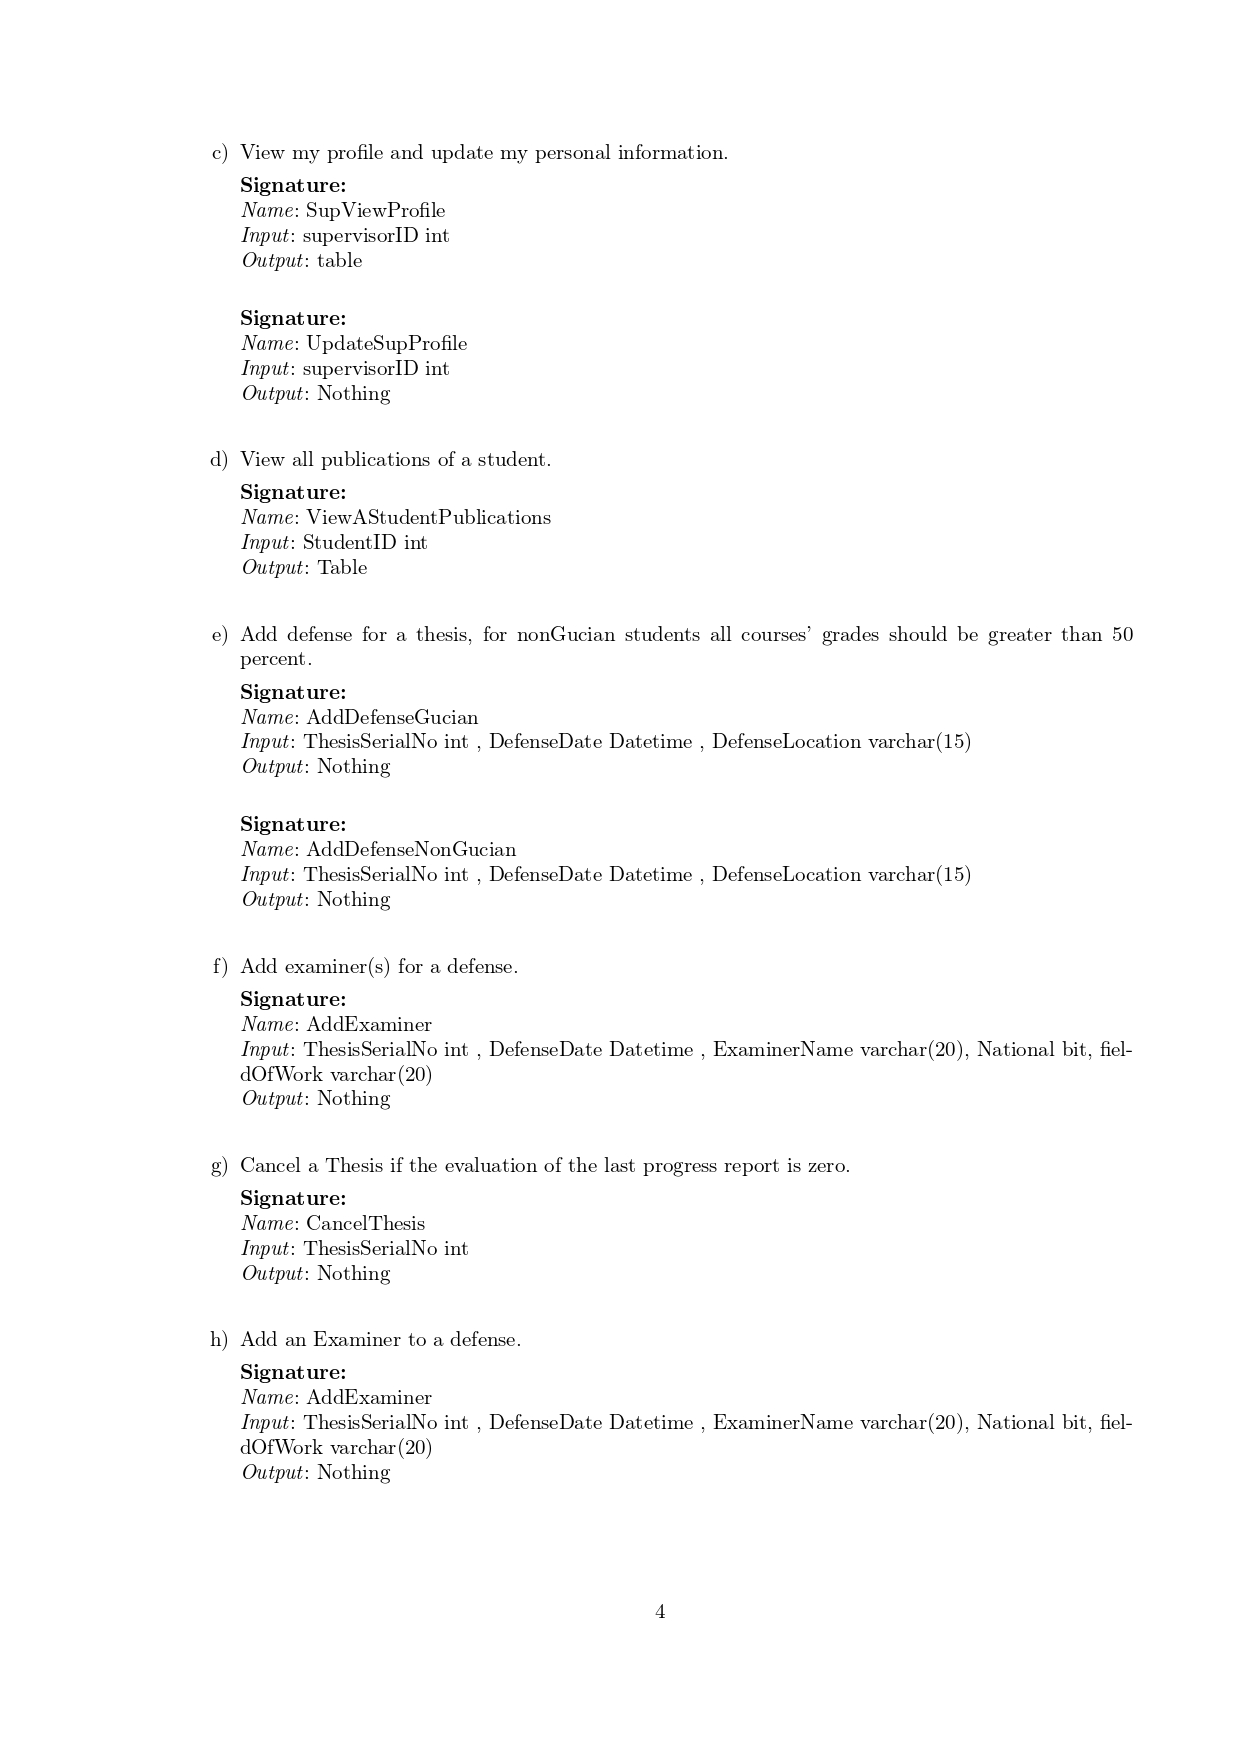 c) View my profile and update my personal information.
Signature:
Name: SupViewProfile
Input: supervisorID int
Output: table
Signature:
Name: UpdateSupProfile
Input: supervisorID int
Output: Nothing
d) View all publications of a student.
Signature:
Name: ViewAStudentPublications
Input: StudentID int
Output: Table
e) Add defense for a thesis, for nonGucian students all courses' grades should be greater than 50
percent.
Signature:
Name: AddDefenseGucian
Input: ThesisSerialNo int , DefenseDate Datetime , DefenseLocation varchar(15)
Output: Nothing
Signature:
Name: AddDefenseNonGucian
Input: ThesisSerialNo int , DefenseDate Datetime , DefenseLocation varchar(15)
Output: Nothing
f) Add examiner(s) for a defense.
Signature:
Name: AddExaminer
Input: ThesisSerialNo int , DefenseDate Datetime , ExaminerName varchar(20), National bit, fiel-
dOfWork varchar(20)
Output: Nothing
g) Cancel a Thesis if the evaluation of the last progress report is zero.
Signature:
Name: CancelThesis
Input: ThesisSerialNo int
Output: Nothing
h) Add an Examiner to a defense.
Signature:
Name: AddExaminer
Input: ThesisSerialNo int , DefenseDate Datetime , ExaminerName varchar(20), National bit, fiel-
dOfWork varchar(20)
Output: Nothing
4